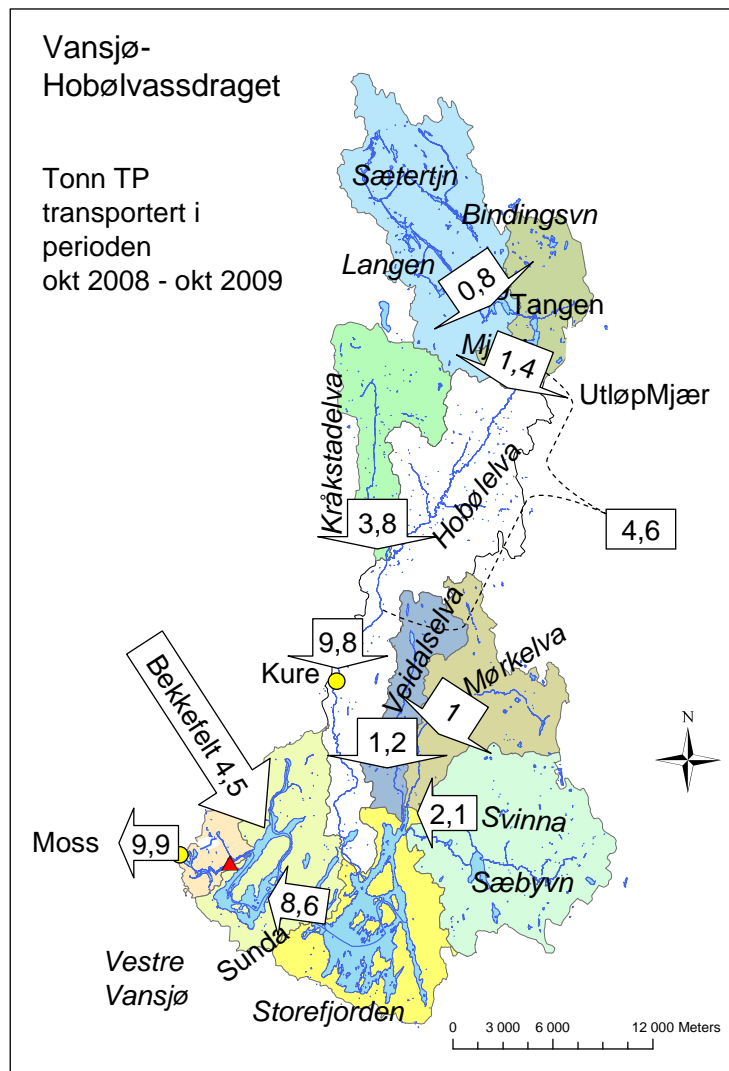 Vansjø-
Hobølvassdraget
Tonn TP
transportert i
perioden
okt 2008 - okt 2009
Sætertjn
Bindingsvn
Langen
0,8
Tangen
1,4
UtløpMjær
Kråkstadelva
3,8
Hobølelva
4,6
9,8
Kure
Veidalselva
Mørkelva
1
Bekkefelt 4,5
1,2
N
2,1
Svinna
Moss
9,9
Sæbyvn
8,6
Sunda
Vestre
Vansjø
Storefjorden
0 3 000 6 000 12 000 Meters